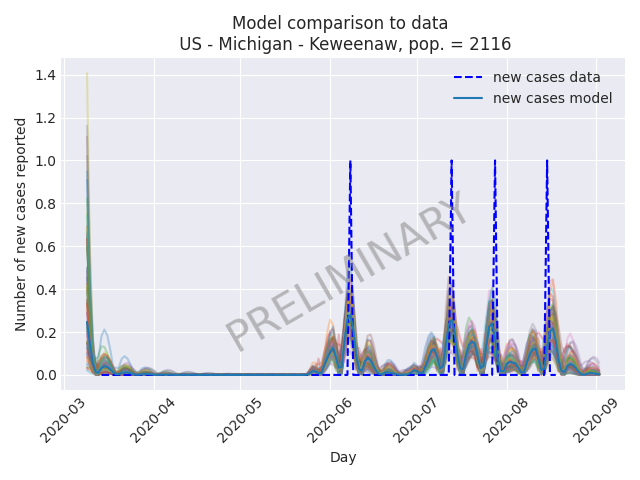 Model comparison to data
US - Michigan - Keweenaw, pop. = 2116
new cases data
new cases model
Number of new cases reported
1.4
1.2
1.0
0.8
0.6
0.4
0.2
0.0
PRELIMINARY
2020-03
2020-04
2020-05
2020-06
2020-07
2020-08
2020-09
Day